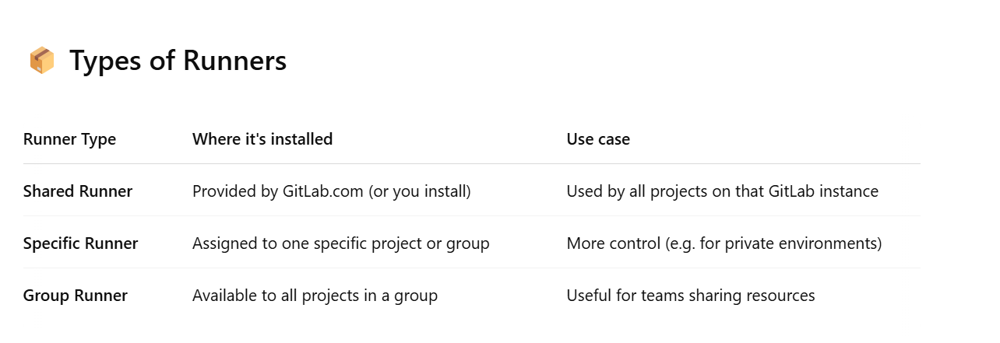 📦 Types of Runners
Runner Type Where it's installed Use case
Shared Runner Provided by GitLab.com (or you install) Used by all projects on that GitLab instance
Specific Runner Assigned to one specific project or group More control (e.g. for private environments)
Group Runner Available to all projects in a group Useful for teams sharing resources